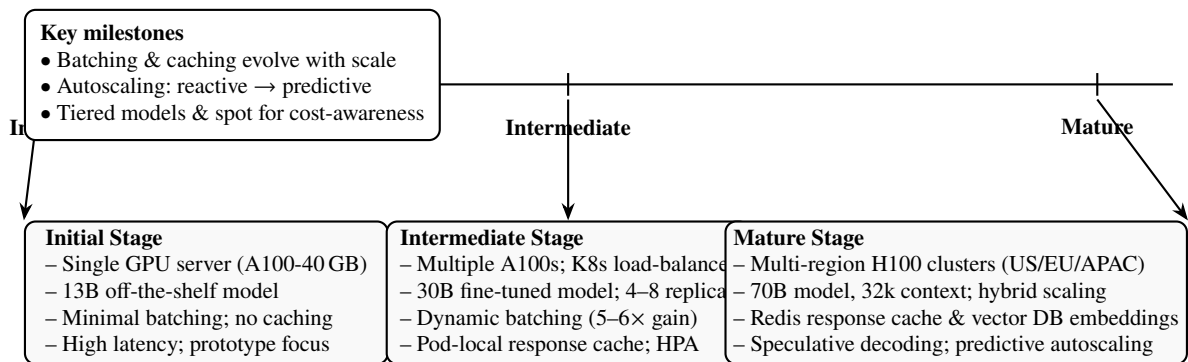 Key milestones
• Batching & caching evolve with scale
• Autoscaling: reactive → predictive
• Tiered models & spot for cost-awareness
Intermediate
Mature
Initial Stage
– Single GPU server (A100-40 GB)
– 13B off-the-shelf model
– Minimal batching; no caching
– High latency; prototype focus
Intermediate Stage
– Multiple A100s; K8s load-balance
– 30B fine-tuned model; 4–8 replica
– Dynamic batching (5–6× gain)
– Pod-local response cache; HPA
Mature Stage
– Multi-region H100 clusters (US/EU/APAC)
– 70B model, 32k context; hybrid scaling
– Redis response cache & vector DB embeddings
– Speculative decoding; predictive autoscaling